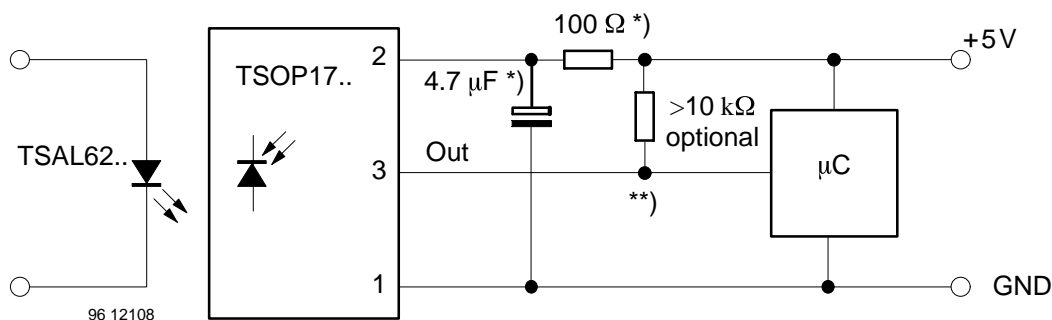 100 Ω *)
+5V
TSOP17..
2
4.7 μF *)
>10 kΩ
optional
TSAL62..
Out
3
μC
**)
1
GND
96 12108